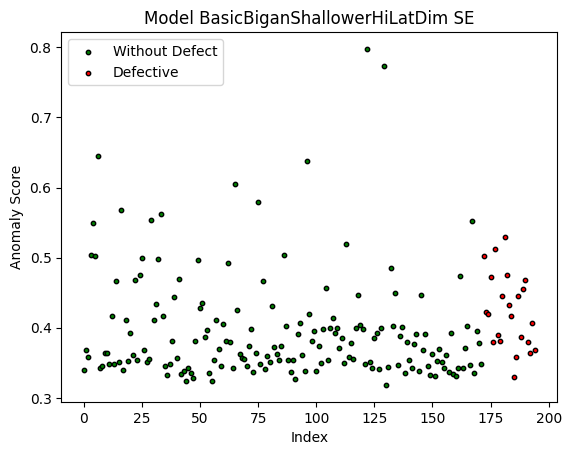 Model BasicBiganShallowerHiLatDim SE
Without Defect
Defective
Anomaly Score
0.8
0.7
0.6
0.5
0.4
0.3
0 25 50 75 100 125 150 175 200
Index